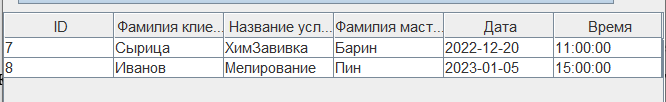 ID Фамилия клие... Название усл... Фамилия маст... Дата Время
7 Сырица ХимЗавивка Барин 2022-12-20 11:00:00
8 Иванов Мелирование Пин 2023-01-05 15:00:00